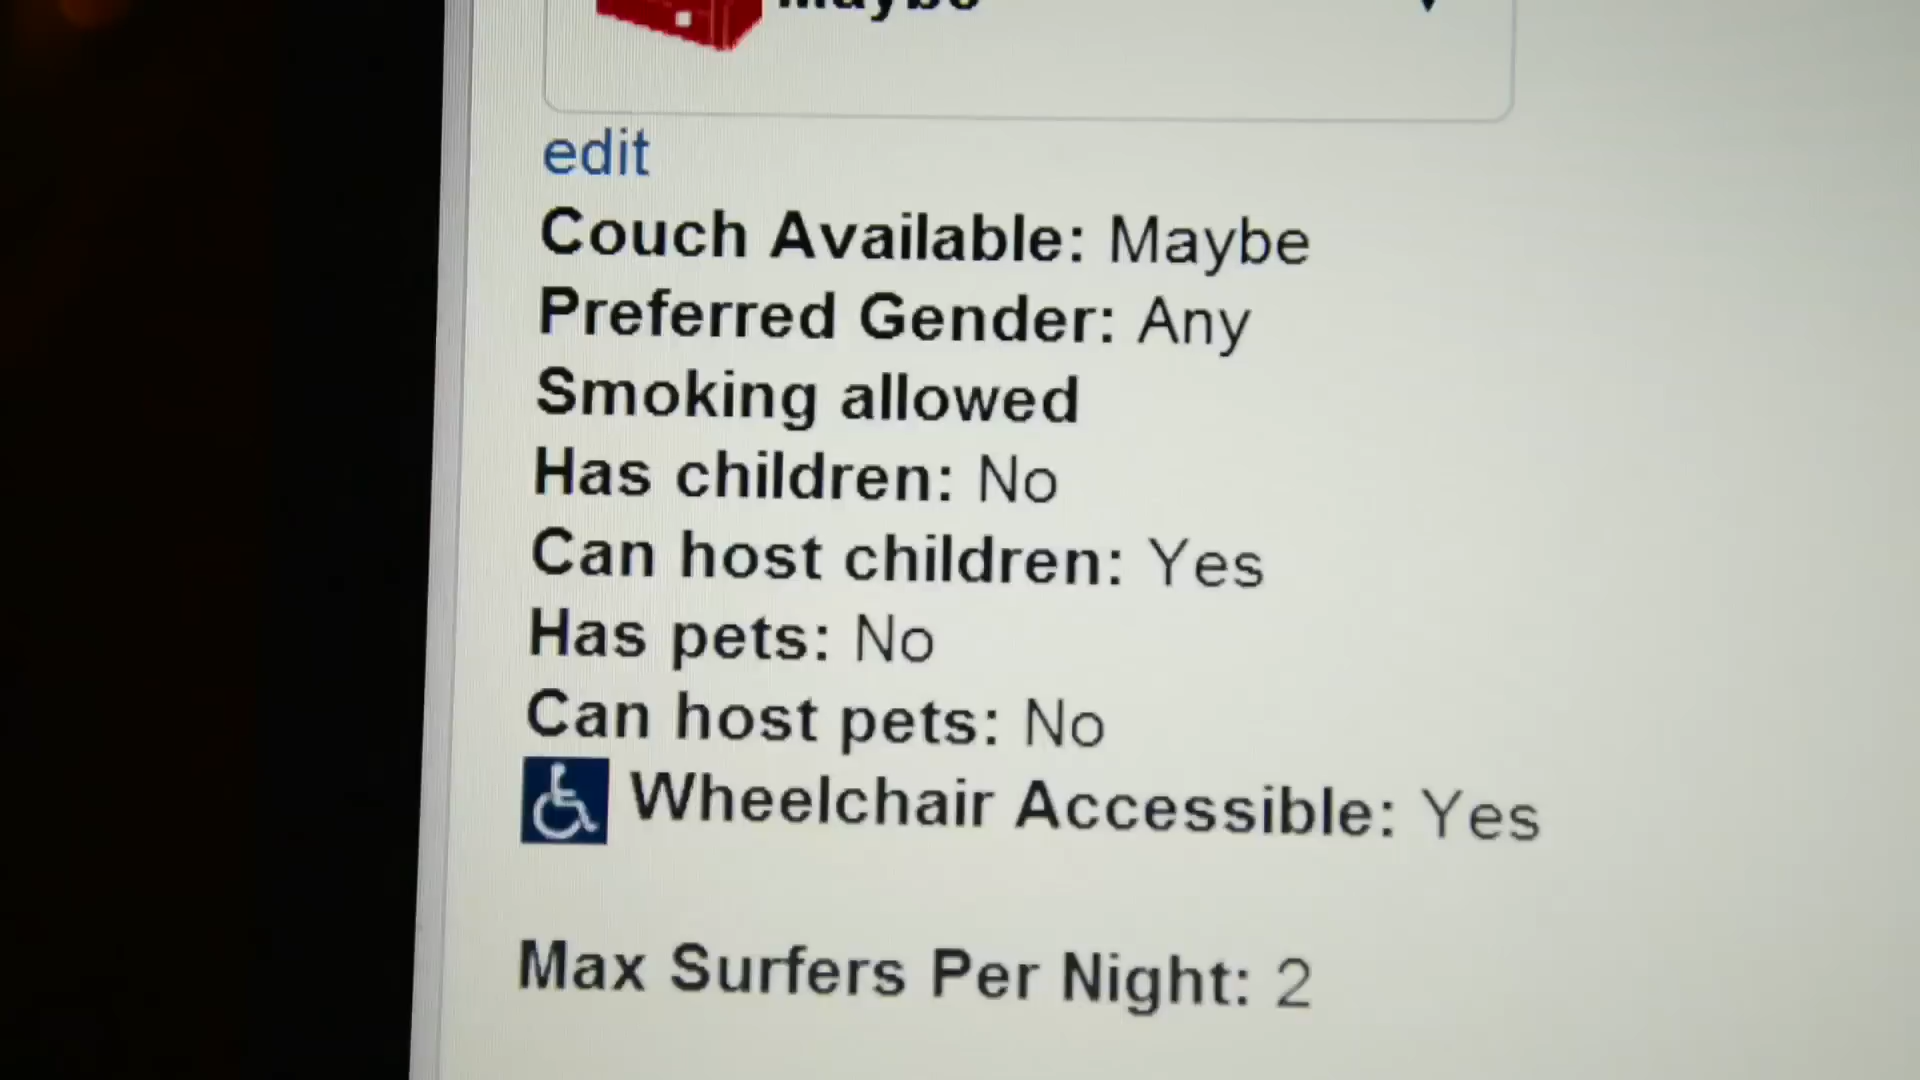 Maybe
edit
Couch Available: Maybe
Preferred Gender: Any
Smoking allowed
Has children: No
Can host children: Yes
Has pets: No
Can host pets: No
Wheelchair Accessible: Yes
Max Surfers Per Night: 2